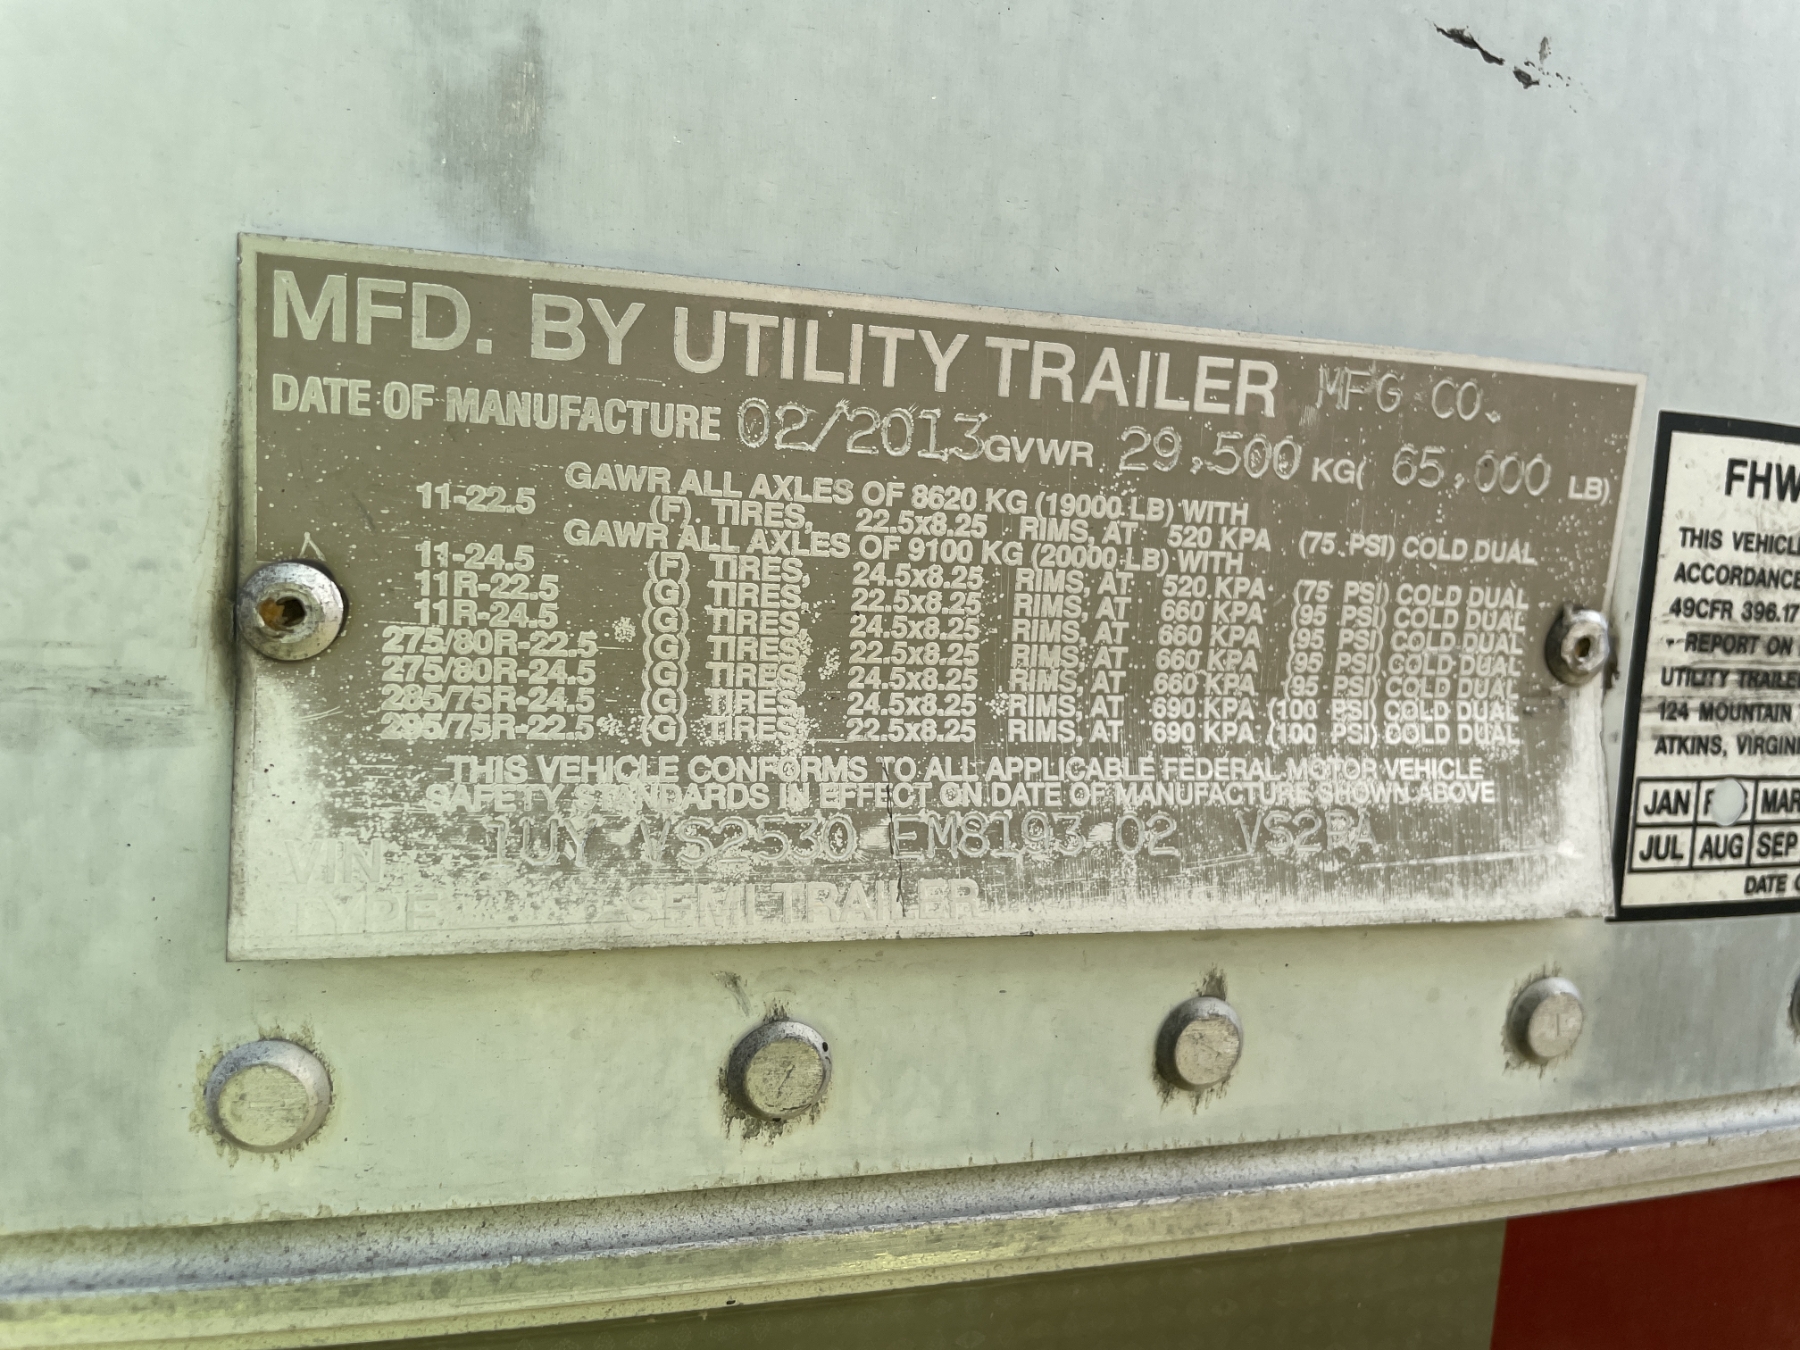 MFD. BY UTILITY TRAILER MFG CO.
DATE OF MANUFACTURE 02/2013 GVWR 29,500 KG( 65,000 LB)
GAWR ALL AXLES OF 8620 KG (19000 LB) WITH
11-22.5 (F) TIRES, 22.5x8.25 RIMS, AT 520 KPA (75 PSI) COLD DUAL
GAWR ALL AXLES OF 9100 KG (20000 LB) WITH
11-24.5 (F) TIRES, 24.5x8.25 RIMS, AT 520 KPA (75 PSI) COLD DUAL
11R-22.5 (G) TIRES, 22.5x8.25 RIMS, AT 660 KPA (95 PSI) COLD DUAL
11R-24.5 (G) TIRES, 24.5x8.25 RIMS, AT 660 KPA (95 PSI) COLD DUAL
275/80R-22.5 (G) TIRES, 22.5x8.25 RIMS, AT 660 KPA (95 PSI) COLD DUAL
275/80R-24.5 (G) TIRES, 24.5x8.25 RIMS, AT 660 KPA (95 PSI) COLD DUAL
285/75R-24.5 (G) TIRES, 24.5x8.25 RIMS, AT 690 KPA (100 PSI) COLD DUAL
295/75R-22.5 (G) TIRES, 22.5x8.25 RIMS, AT 690 KPA (100 PSI) COLD DUAL
THIS VEHICLE CONFORMS TO ALL APPLICABLE FEDERAL MOTOR VEHICLE
SAFETY STANDARDS IN EFFECT ON DATE OF MANUFACTURE SHOWN ABOVE
VIN 1UY VS2530 EM8193 02 VS2RA
TYPE SEMITRAILER
FHW
THIS VEHICL
ACCORDANCE
49CFR 396.17
REPORT ON
UTILITY TRAILE
124 MOUNTAIN
ATKINS, VIRGIN
JAN MAR
JUL AUG SEP
DATE